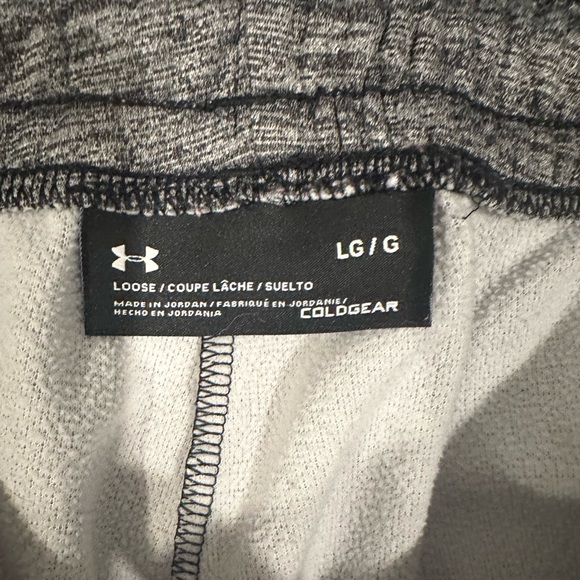 LG / G
LOOSE / COUPE LÂCHE / SUELTO
MADE IN JORDAN / FABRIQUÉ EN JORDANIE /
HECHO EN JORDANIA
COLDGEAR